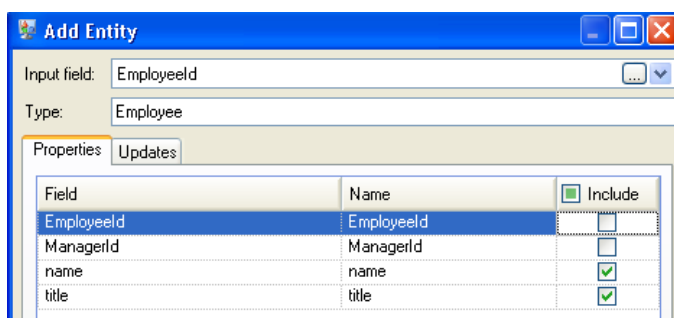 Add Entity
Input field: EmployeeId ...
Type: Employee
Properties Updates
Field Name Include
EmployeeId EmployeeId
ManagerId ManagerId
name name
title title